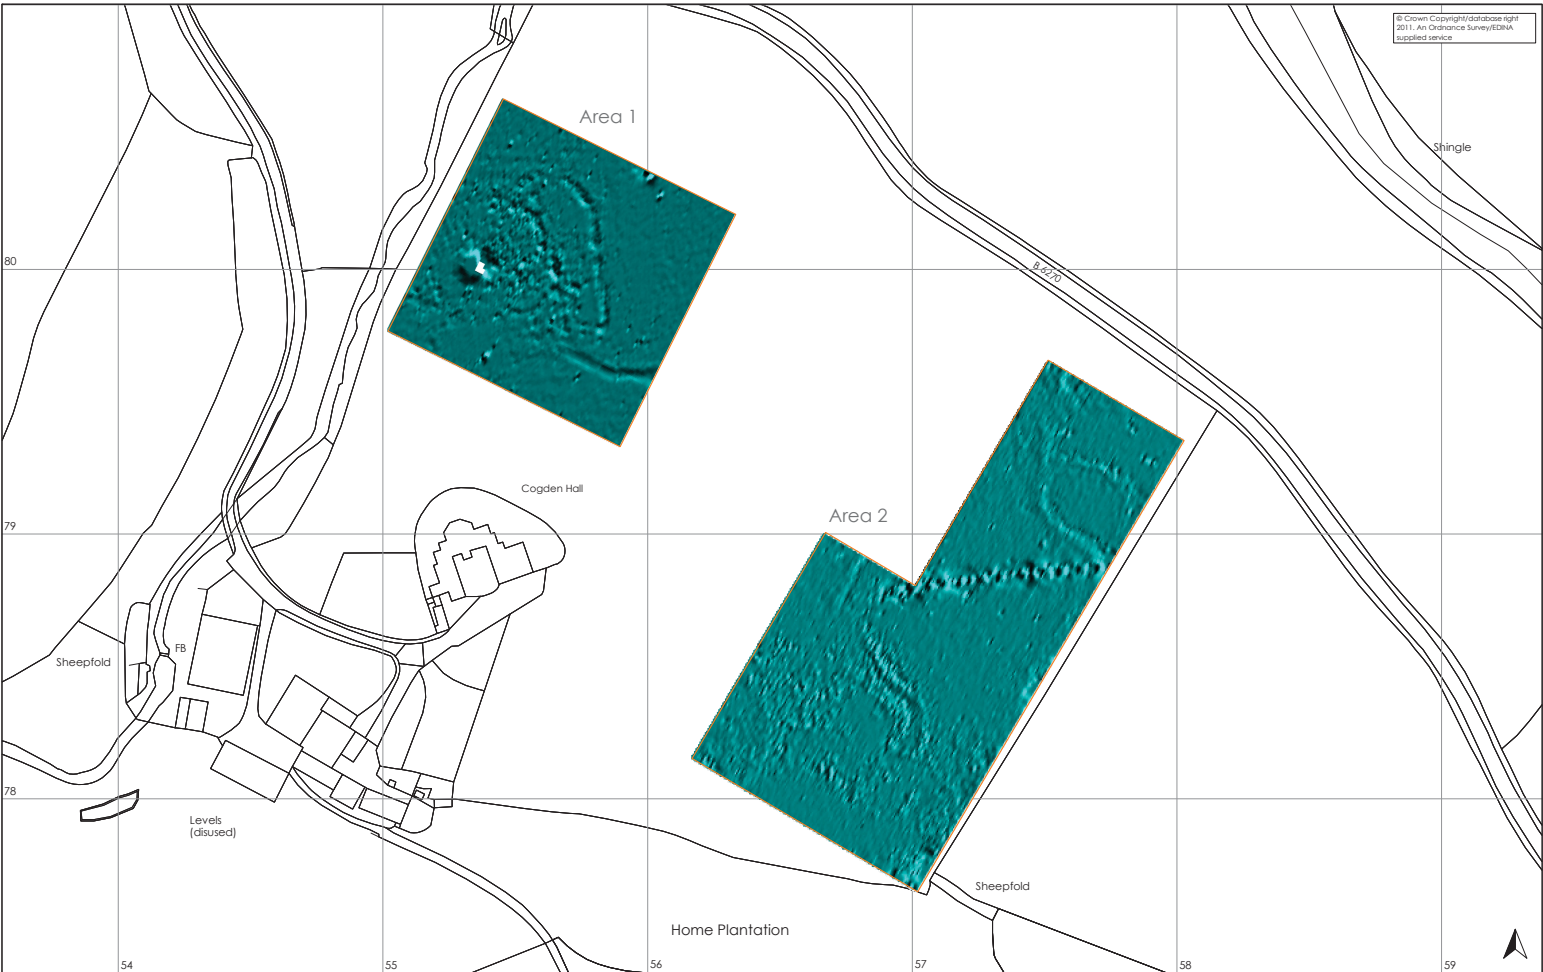 © Crown Copyright/database right
2011. An Ordnance Survey/EDINA
supplied service
Area 1
Shingle
80
B 6270
Cogden Hall
Area 2
79
FB
Sheepfold
78
Levels
(disused)
Sheepfold
Home Plantation
54
55
56
57
58
59